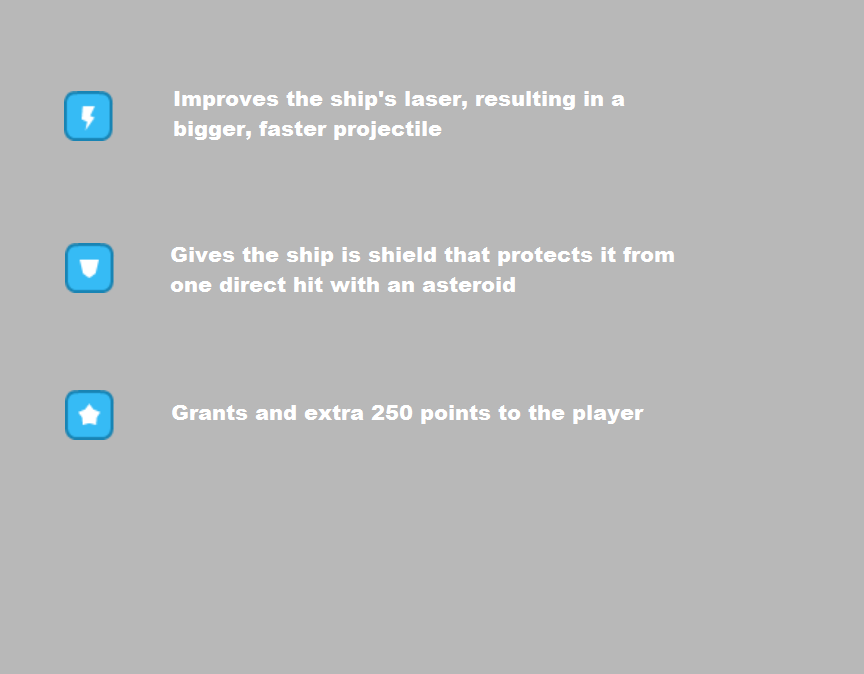 Improves the ship's laser, resulting in a
bigger, faster projectile
Gives the ship is shield that protects it from
one direct hit with an asteroid
Grants and extra 250 points to the player